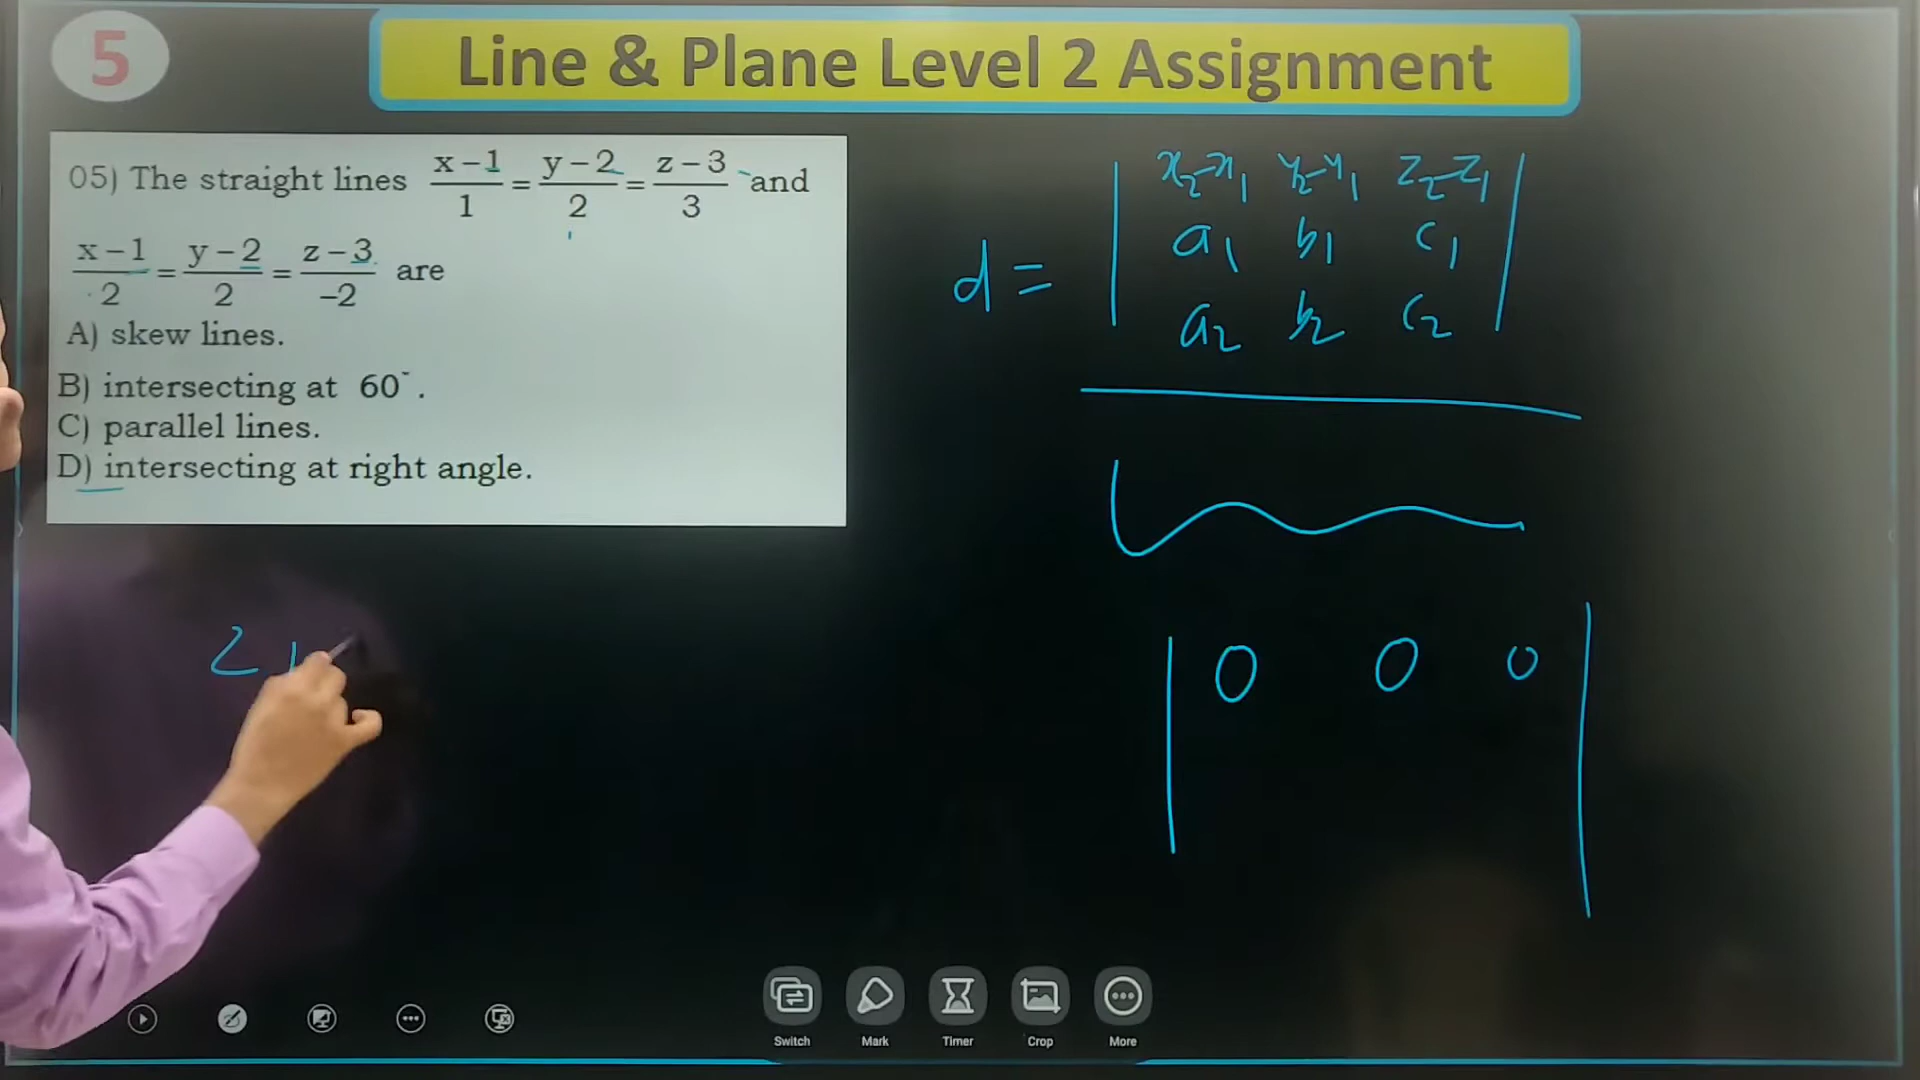 5
Line & Plane Level 2 Assignment
05) The straight lines x – 1 / 1 = y – 2 / 2 = z – 3 / 3 and
x – 1 / 2 = y – 2 / 2 = z – 3 / –2 are
A) skew lines.
B) intersecting at 60°.
C) parallel lines.
D) intersecting at right angle.
d = | x₂-x₁ y₂-y₁ z₂-z₁ |
a₁ b₁ c₁
a₂ b₂ c₂
| 0 0 0 |
2
Switch Mark Timer Crop More